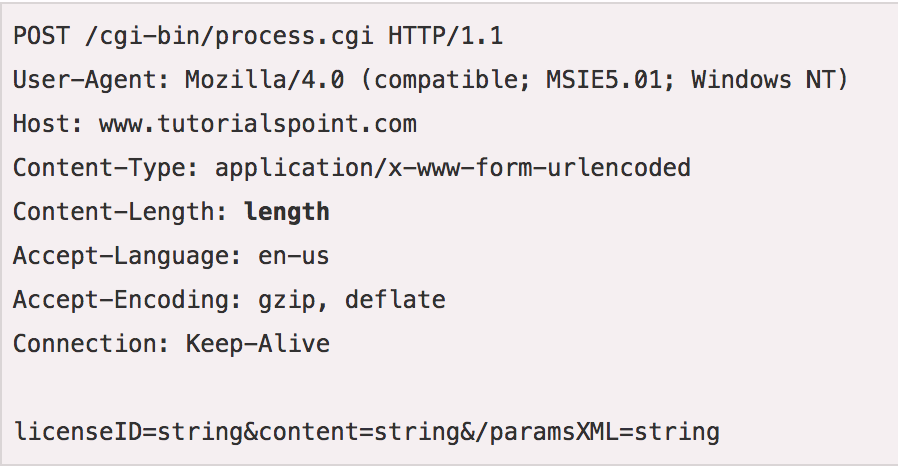 POST /cgi-bin/process.cgi HTTP/1.1
User-Agent: Mozilla/4.0 (compatible; MSIE5.01; Windows NT)
Host: www.tutorialspoint.com
Content-Type: application/x-www-form-urlencoded
Content-Length: length
Accept-Language: en-us
Accept-Encoding: gzip, deflate
Connection: Keep-Alive

licenseID=string&content=string&/paramsXML=string